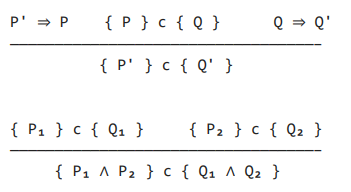 P' ⇒ P { P } c { Q } Q ⇒ Q'
{ P' } c { Q' }
{ P₁ } c { Q₁ } { P₂ } c { Q₂ }
{ P₁ ∧ P₂ } c { Q₁ ∧ Q₂ }